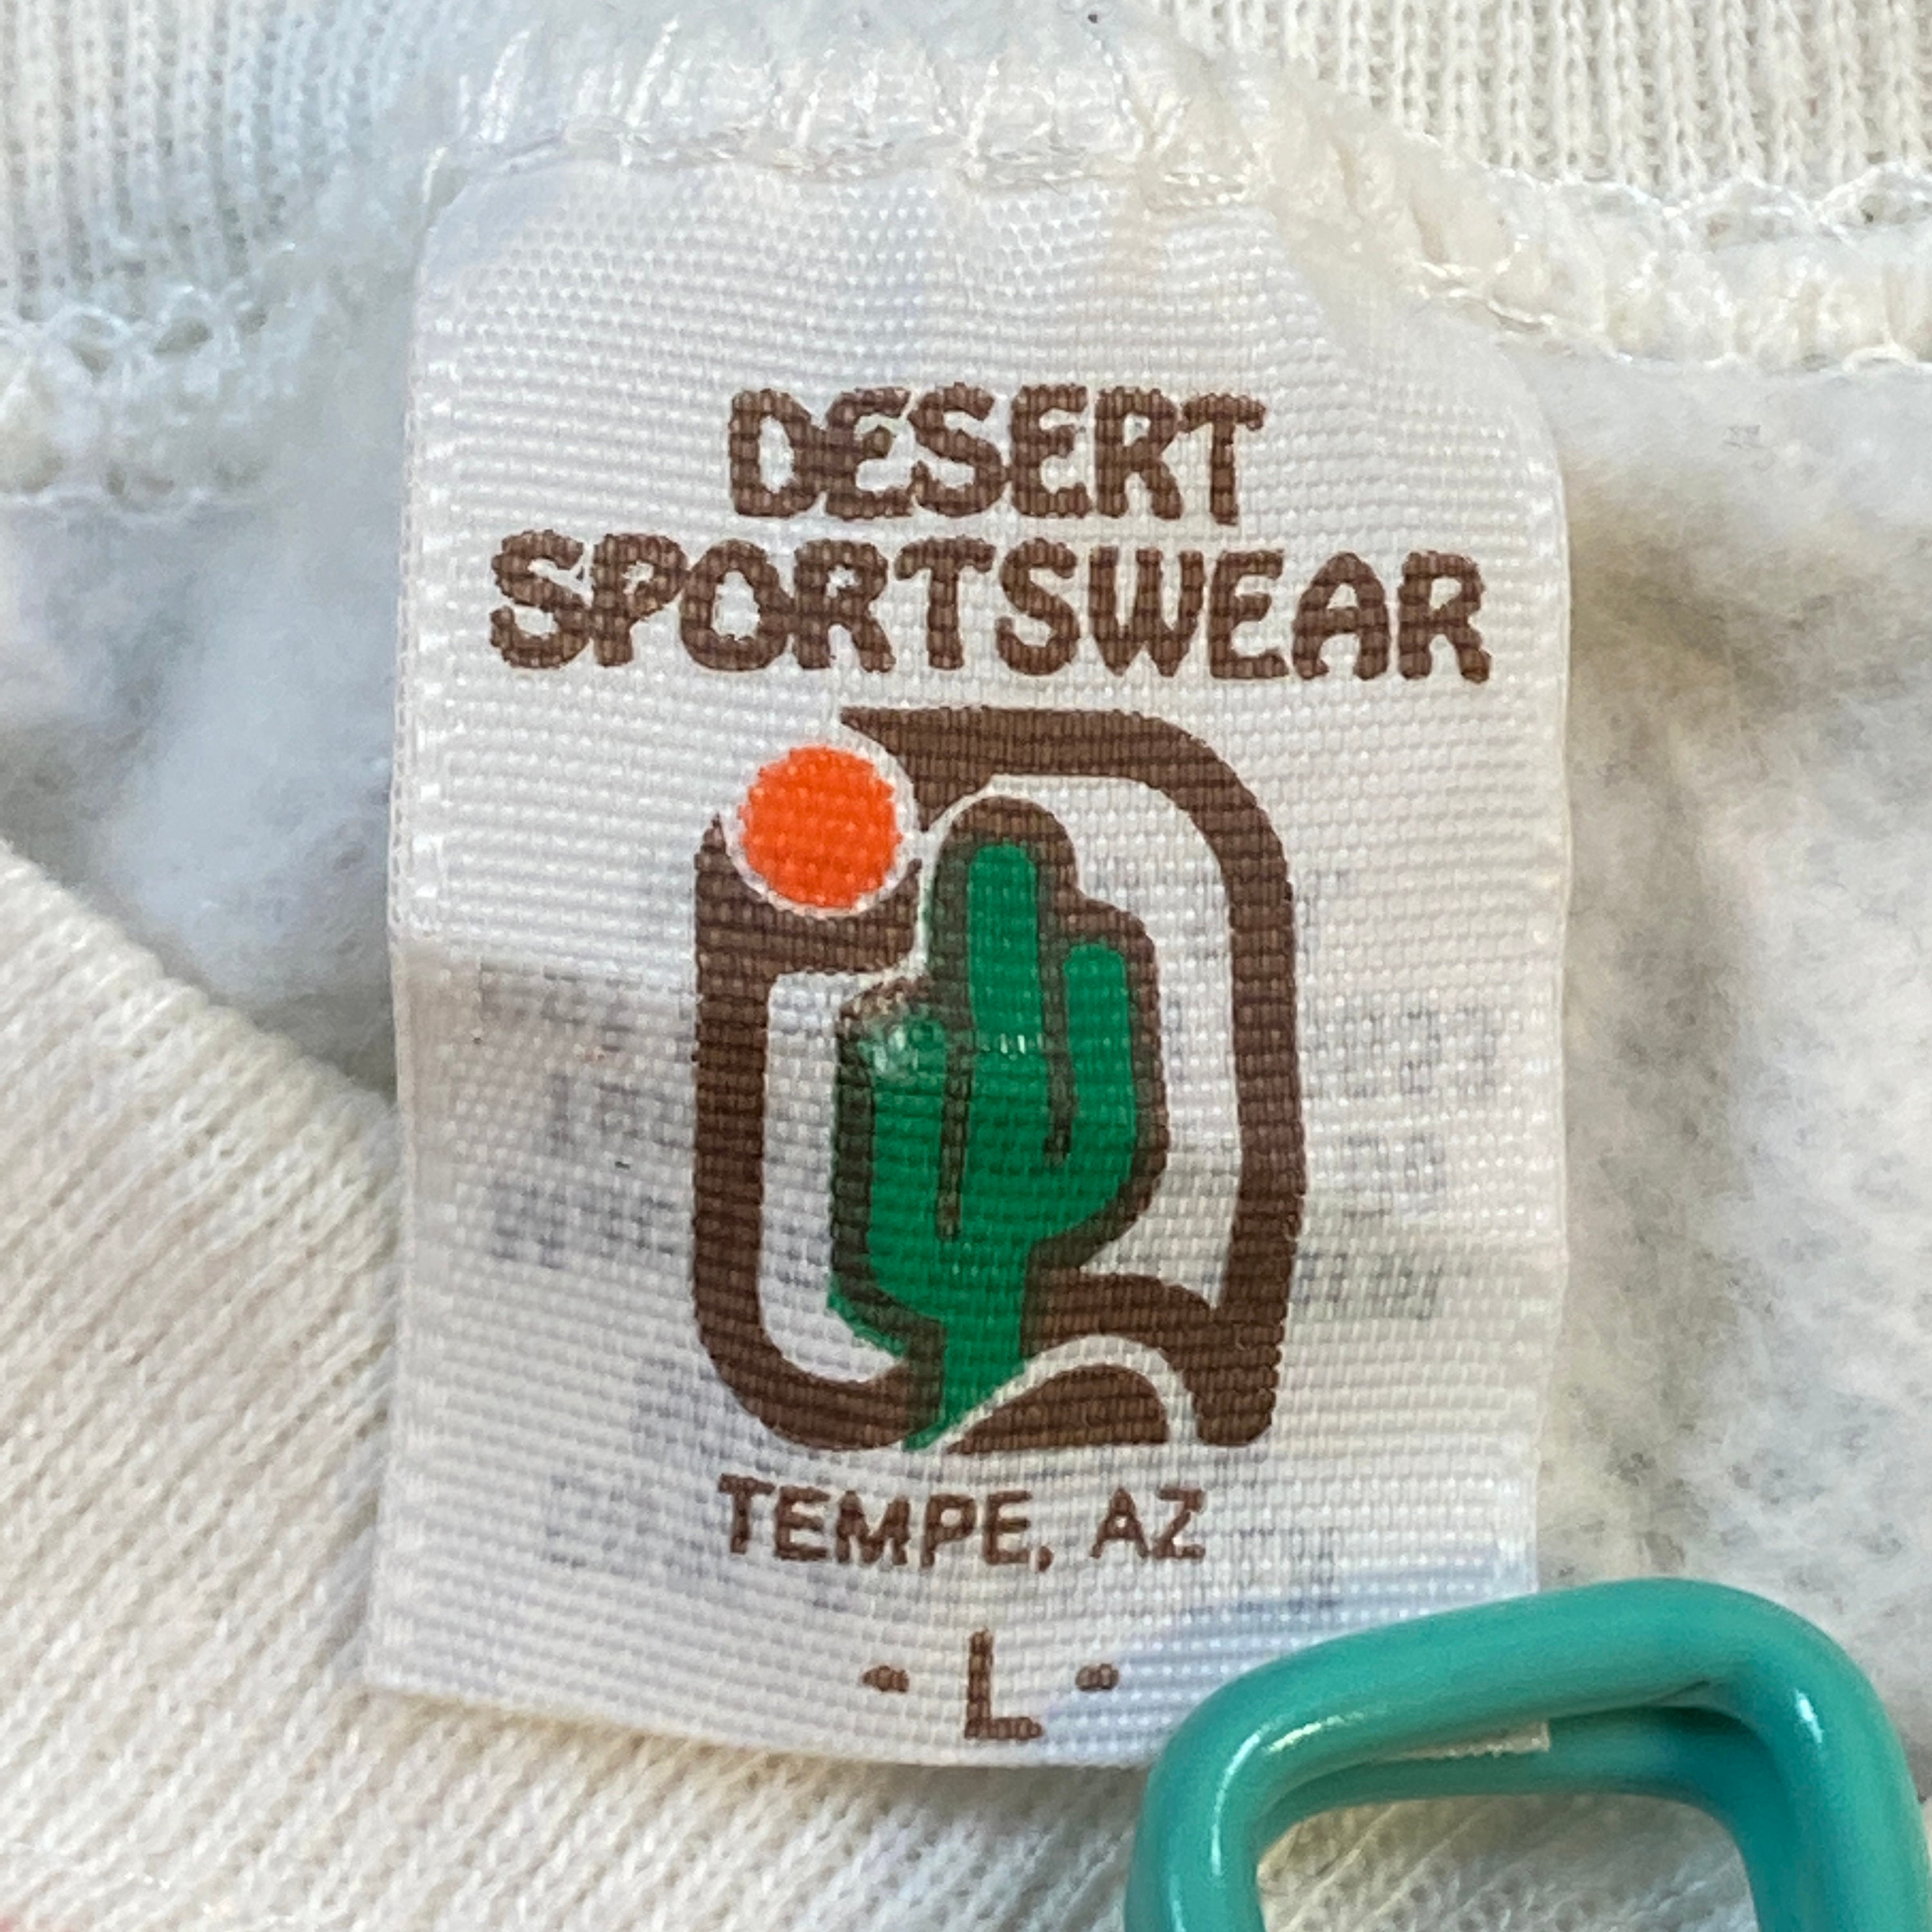 DESERT
SPORTSWEAR
TEMPE, AZ
- L -